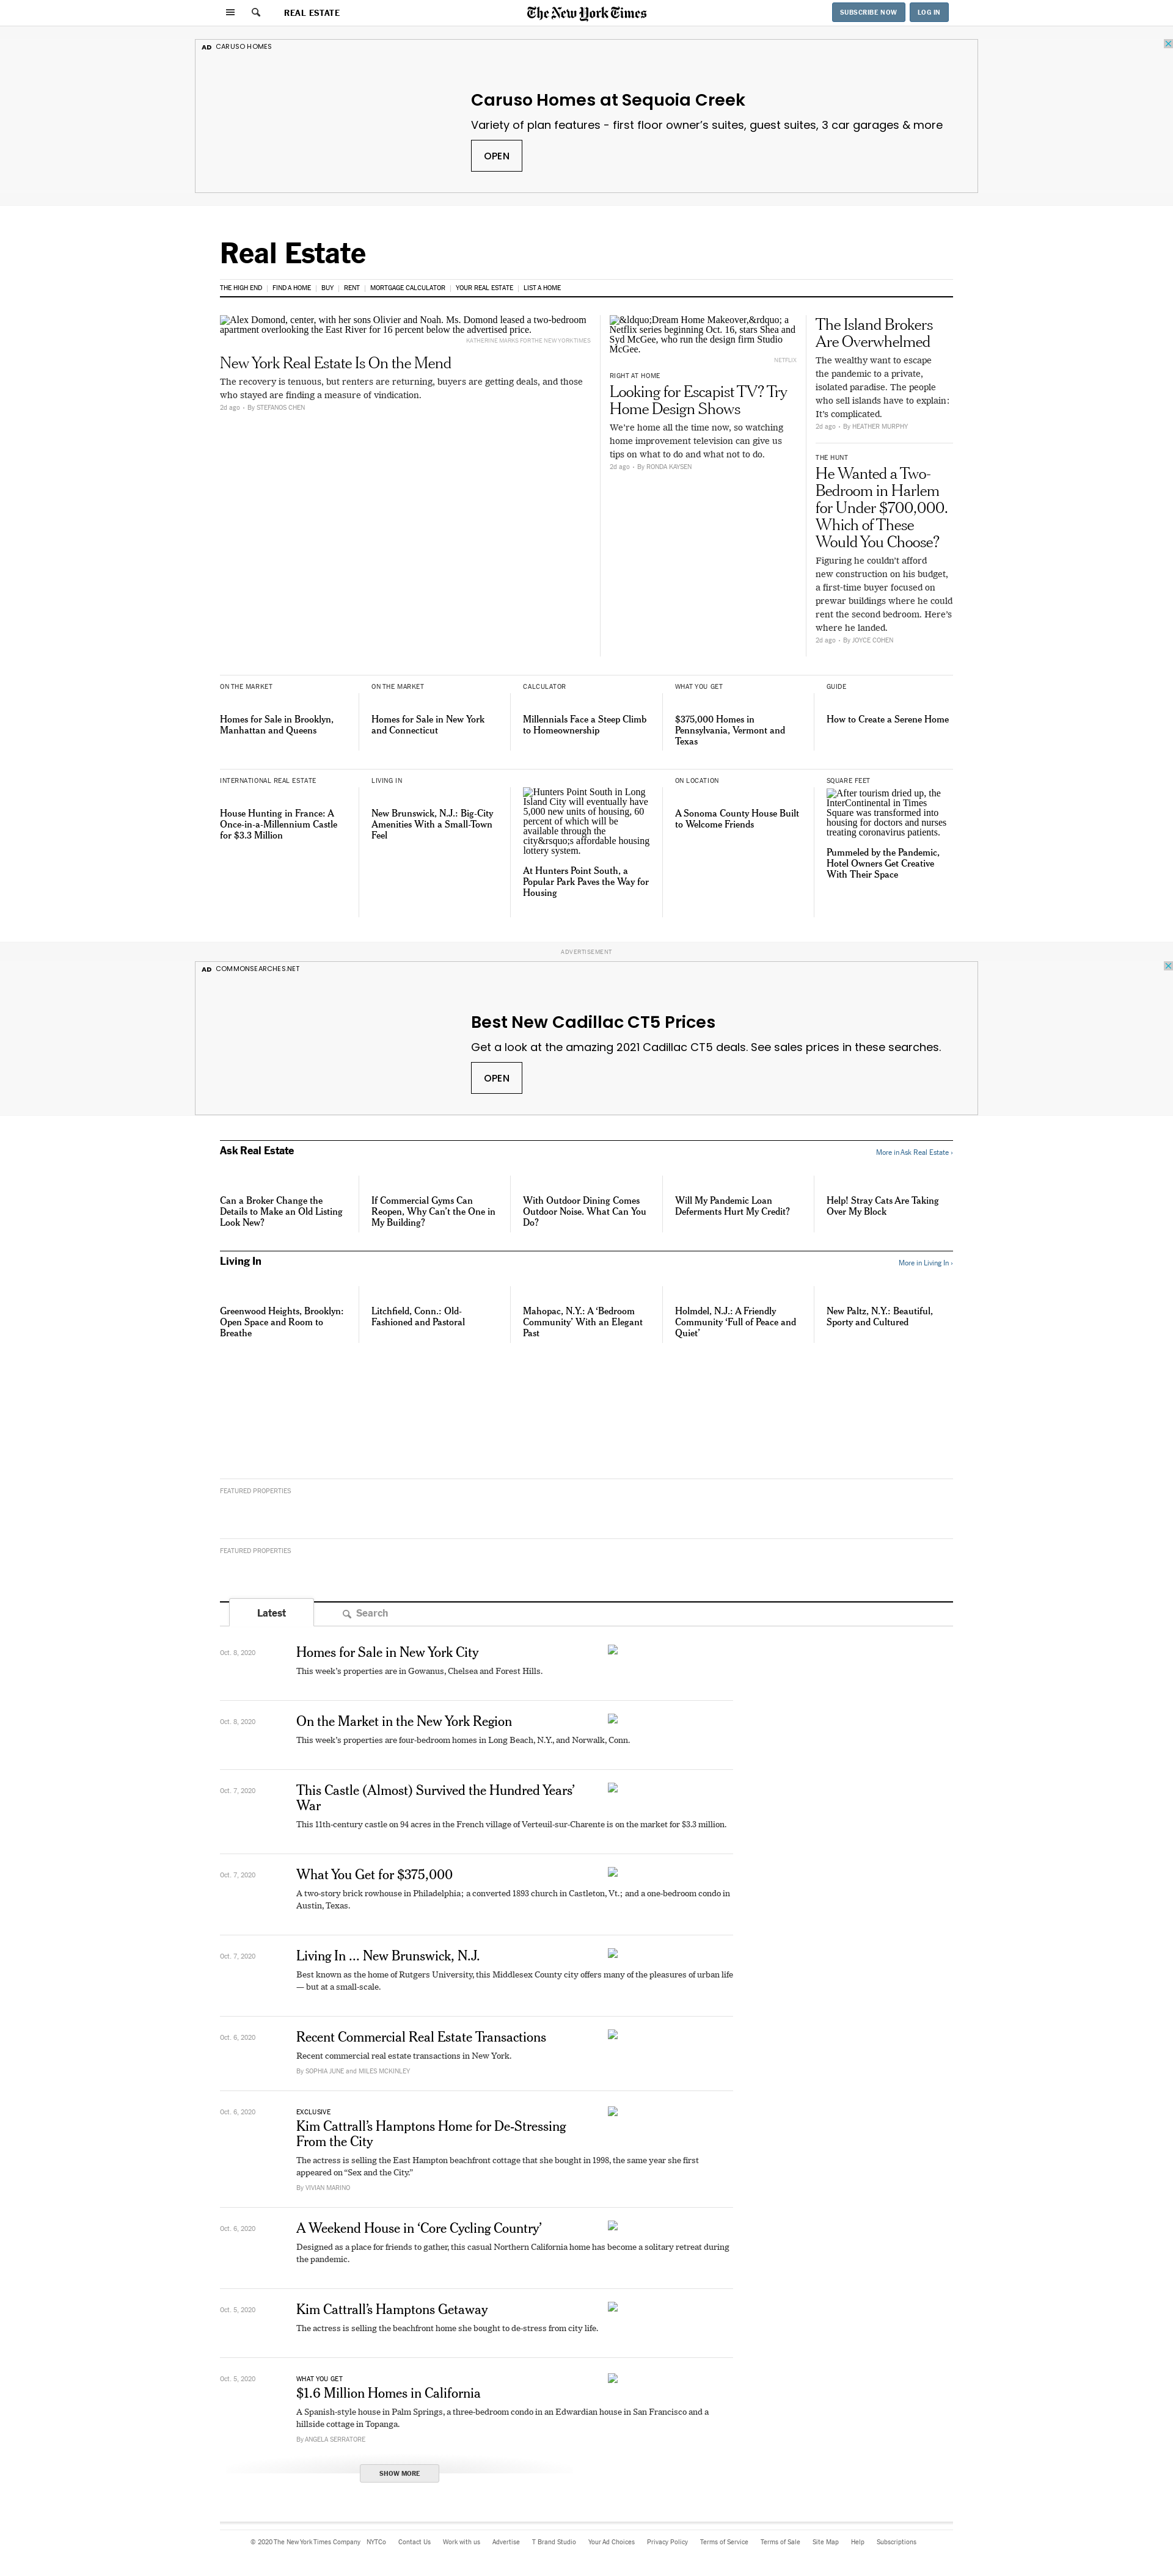 REAL ESTATE
The New York Times
SUBSCRIBE NOW
LOG IN
AD CARUSO HOMES
Caruso Homes at Sequoia Creek
Variety of plan features - first floor owner's suites, guest suites, 3 car garages & more
OPEN
Real Estate
THE HIGH END | FIND A HOME | BUY | RENT | MORTGAGE CALCULATOR | YOUR REAL ESTATE | LIST A HOME
Alex Domond, center, with her sons Olivier and Noah. Ms. Domond leased a two-bedroom
apartment overlooking the East River for 16 percent below the advertised price.
KATHERINE MARKS FOR THE NEW YORK TIMES
New York Real Estate Is On the Mend
The recovery is tenuous, but renters are returning, buyers are getting deals, and those
who stayed are finding a measure of vindication.
2d ago • By STEFANOS CHEN
&ldquo;Dream Home Makeover,&rdquo; a
Netflix series beginning Oct. 16, stars Shea and
Syd McGee, who run the design firm Studio
McGee.
NETFLIX
RIGHT AT HOME
Looking for Escapist TV? Try
Home Design Shows
We're home all the time now, so watching
home improvement television can give us
tips on what to do and what not to do.
2d ago • By RONDA KAYSEN
The Island Brokers
Are Overwhelmed
The wealthy want to escape
the pandemic to a private,
isolated paradise. The people
who sell islands have to explain:
It's complicated.
2d ago • By HEATHER MURPHY
THE HUNT
He Wanted a Two-
Bedroom in Harlem
for Under $700,000.
Which of These
Would You Choose?
Figuring he couldn't afford
new construction on his budget,
a first-time buyer focused on
prewar buildings where he could
rent the second bedroom. Here's
where he landed.
2d ago • By JOYCE COHEN
ON THE MARKET
Homes for Sale in Brooklyn,
Manhattan and Queens
ON THE MARKET
Homes for Sale in New York
and Connecticut
CALCULATOR
Millennials Face a Steep Climb
to Homeownership
WHAT YOU GET
$375,000 Homes in
Pennsylvania, Vermont and
Texas
GUIDE
How to Create a Serene Home
INTERNATIONAL REAL ESTATE
House Hunting in France: A
Once-in-a-Millennium Castle
for $3.3 Million
LIVING IN
New Brunswick, N.J.: Big-City
Amenities With a Small-Town
Feel
Hunters Point South in Long
Island City will eventually have
5,000 new units of housing, 60
percent of which will be
available through the
city&rsquo;s affordable housing
lottery system.
At Hunters Point South, a
Popular Park Paves the Way for
Housing
ON LOCATION
A Sonoma County House Built
to Welcome Friends
SQUARE FEET
After tourism dried up, the
InterContinental in Times
Square was transformed into
housing for doctors and nurses
treating coronavirus patients.
Pummeled by the Pandemic,
Hotel Owners Get Creative
With Their Space
ADVERTISEMENT
AD COMMONSEARCHES.NET
Best New Cadillac CT5 Prices
Get a look at the amazing 2021 Cadillac CT5 deals. See sales prices in these searches.
OPEN
Ask Real Estate
More in Ask Real Estate ›
Can a Broker Change the
Details to Make an Old Listing
Look New?
If Commercial Gyms Can
Reopen, Why Can't the One in
My Building?
With Outdoor Dining Comes
Outdoor Noise. What Can You
Do?
Will My Pandemic Loan
Deferments Hurt My Credit?
Help! Stray Cats Are Taking
Over My Block
Living In
More in Living In ›
Greenwood Heights, Brooklyn:
Open Space and Room to
Breathe
Litchfield, Conn.: Old-
Fashioned and Pastoral
Mahopac, N.Y.: A 'Bedroom
Community' With an Elegant
Past
Holmdel, N.J.: A Friendly
Community 'Full of Peace and
Quiet'
New Paltz, N.Y.: Beautiful,
Sporty and Cultured
FEATURED PROPERTIES
FEATURED PROPERTIES
Latest
Search
Oct. 8, 2020
Homes for Sale in New York City
This week's properties are in Gowanus, Chelsea and Forest Hills.
Oct. 8, 2020
On the Market in the New York Region
This week's properties are four-bedroom homes in Long Beach, N.Y., and Norwalk, Conn.
Oct. 7, 2020
This Castle (Almost) Survived the Hundred Years'
War
This 11th-century castle on 94 acres in the French village of Verteuil-sur-Charente is on the market for $3.3 million.
Oct. 7, 2020
What You Get for $375,000
A two-story brick rowhouse in Philadelphia; a converted 1893 church in Castleton, Vt.; and a one-bedroom condo in
Austin, Texas.
Oct. 7, 2020
Living In ... New Brunswick, N.J.
Best known as the home of Rutgers University, this Middlesex County city offers many of the pleasures of urban life
— but at a small-scale.
Oct. 6, 2020
Recent Commercial Real Estate Transactions
Recent commercial real estate transactions in New York.
By SOPHIA JUNE and MILES MCKINLEY
Oct. 6, 2020
EXCLUSIVE
Kim Cattrall's Hamptons Home for De-Stressing
From the City
The actress is selling the East Hampton beachfront cottage that she bought in 1998, the same year she first
appeared on "Sex and the City."
By VIVIAN MARINO
Oct. 6, 2020
A Weekend House in 'Core Cycling Country'
Designed as a place for friends to gather, this casual Northern California home has become a solitary retreat during
the pandemic.
Oct. 5, 2020
Kim Cattrall's Hamptons Getaway
The actress is selling the beachfront home she bought to de-stress from city life.
Oct. 5, 2020
WHAT YOU GET
$1.6 Million Homes in California
A Spanish-style house in Palm Springs, a three-bedroom condo in an Edwardian house in San Francisco and a
hillside cottage in Topanga.
By ANGELA SERRATORE
SHOW MORE
© 2020 The New York Times Company NYTCo Contact Us Work with us Advertise T Brand Studio Your Ad Choices Privacy Policy Terms of Service Terms of Sale Site Map Help Subscriptions